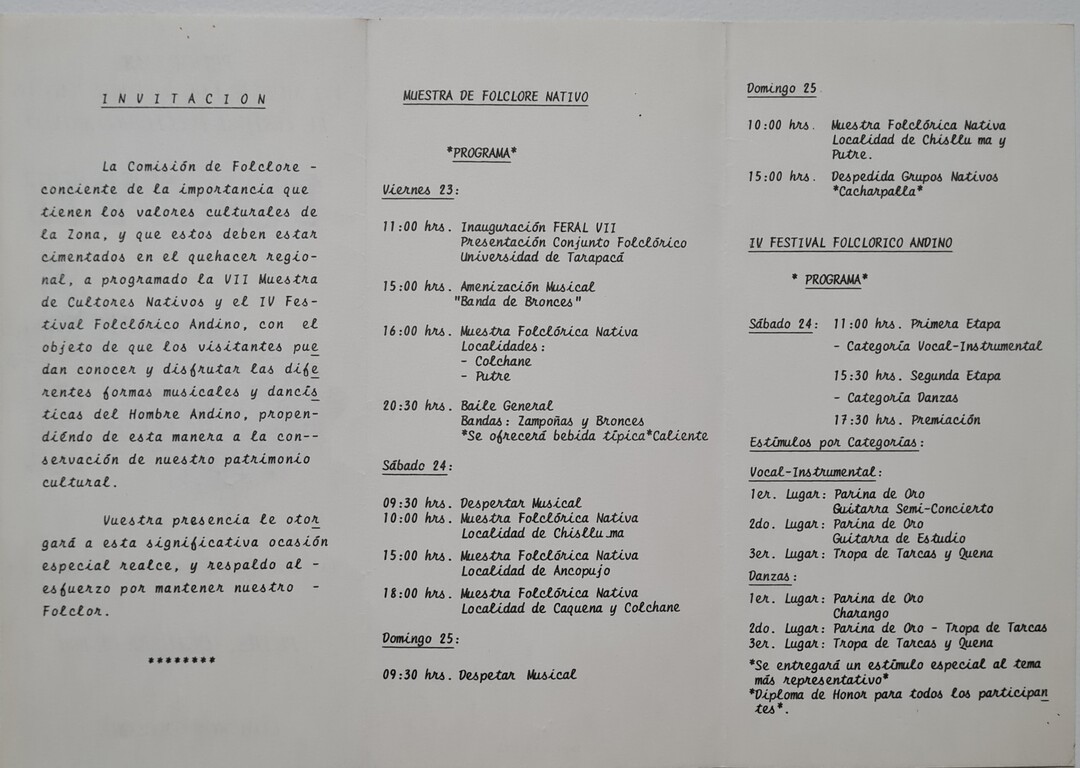 I N V I T A C I O N
La Comisión de Folclore -
conciente de la importancia que
tienen los valores culturales de
la Zona, y que estos deben estar
cimentados en el quehacer regio-
nal, a programado la VII Muestra
de Cultores Nativos y el IV Fes-
tival Folclórico Andino, con el
objeto de que los visitantes pue
dan conocer y disfrutar las dife
rentes formas musicales y dancís
ticas del Hombre Andino, propen-
diéndo de esta manera a la con--
servación de nuestro patrimonio
cultural.
Vuestra presencia le otor
gará a esta significativa ocasión
especial realce, y respaldo al -
esfuerzo por mantener nuestro -
Folclor.
********
MUESTRA DE FOLCLORE NATIVO
*PROGRAMA*
Viernes 23:
11:00 hrs. Inauguración FERAL VII
Presentación Conjunto Folclórico
Universidad de Tarapacá
15:00 hrs. Amenización Musical
"Banda de Bronces"
16:00 hrs. Muestra Folclórica Nativa
Localidades:
- Colchane
- Putre
20:30 hrs. Baile General
Bandas: Zampoñas y Bronces
*Se ofrecerá bebida típica*Caliente
Sábado 24:
09:30 hrs. Despertar Musical
10:00 hrs. Muestra Folclórica Nativa
Localidad de Chislluma
15:00 hrs. Muestra Folclórica Nativa
Localidad de Ancopujo
18:00 hrs. Muestra Folclórica Nativa
Localidad de Caquena y Colchane
Domingo 25:
09:30 hrs. Despetar Musical
Domingo 25
10:00 hrs. Muestra Folclórica Nativa
Localidad de Chislluma y
Putre.
15:00 hrs. Despedida Grupos Nativos
*Cacharpalla*
IV FESTIVAL FOLCLORICO ANDINO
* PROGRAMA*
Sábado 24: 11:00 hrs. Primera Etapa
- Categoría Vocal-Instrumental
15:30 hrs. Segunda Etapa
- Categoría Danzas
17:30 hrs. Premiación
Estímulos por Categorías:
Vocal-Instrumental:
1er. Lugar: Parina de Oro
Guitarra Semi-Concierto
2do. Lugar: Parina de Oro
Guitarra de Estudio
3er. Lugar: Tropa de Tarcas y Quena
Danzas:
1er. Lugar: Parina de Oro
Charango
2do. Lugar: Parina de Oro - Tropa de Tarcas
3er. Lugar: Tropa de Tarcas y Quena
*Se entregará un estímulo especial al tema
más representativo*
*Diploma de Honor para todos los participan
tes*.